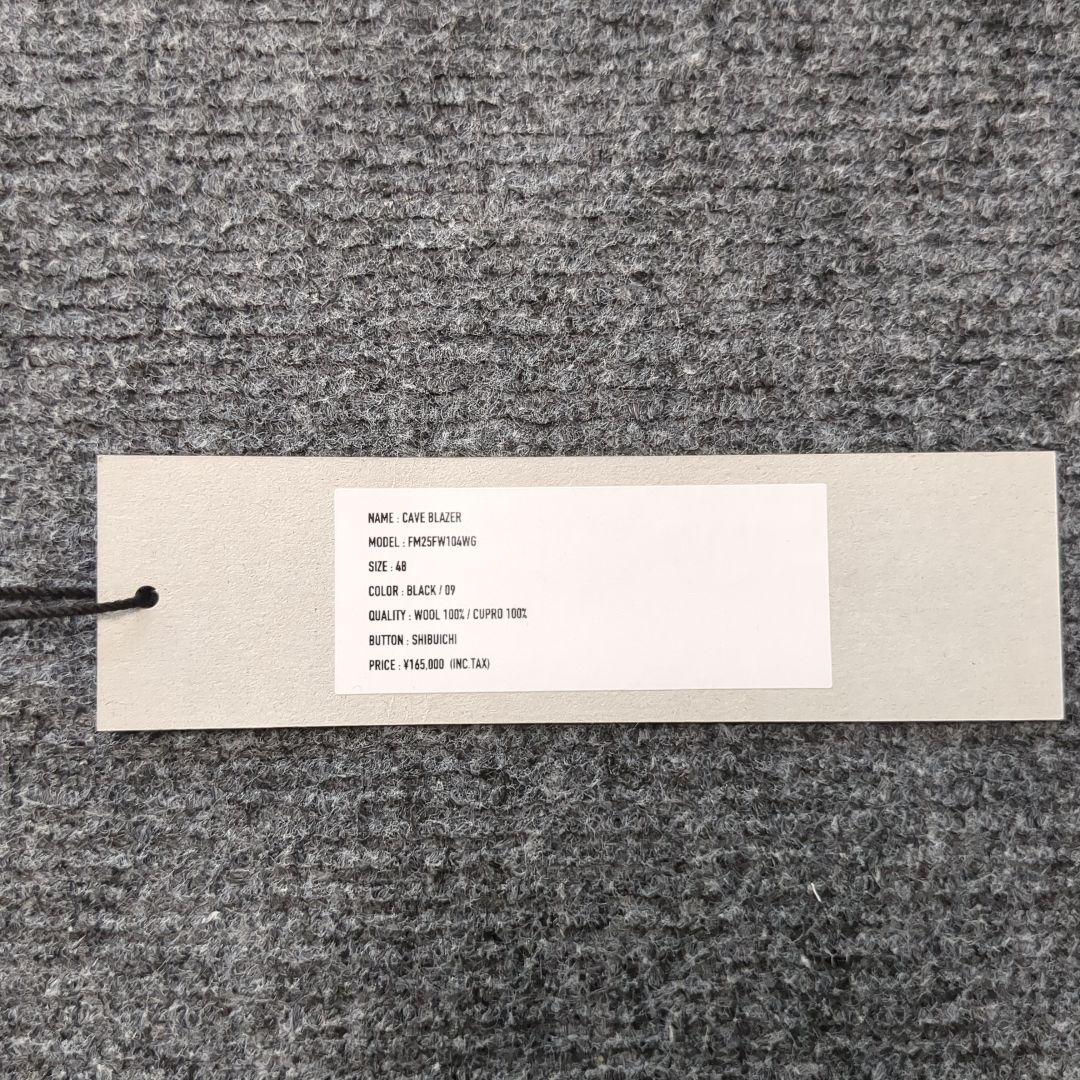 NAME : CAVE BLAZER
MODEL : FM25FW104WG
SIZE : 48
COLOR : BLACK / 09
QUALITY : WOOL 100% / CUPRO 100%
BUTTON : SHIBUICHI
PRICE : ¥165,000 (INC.TAX)